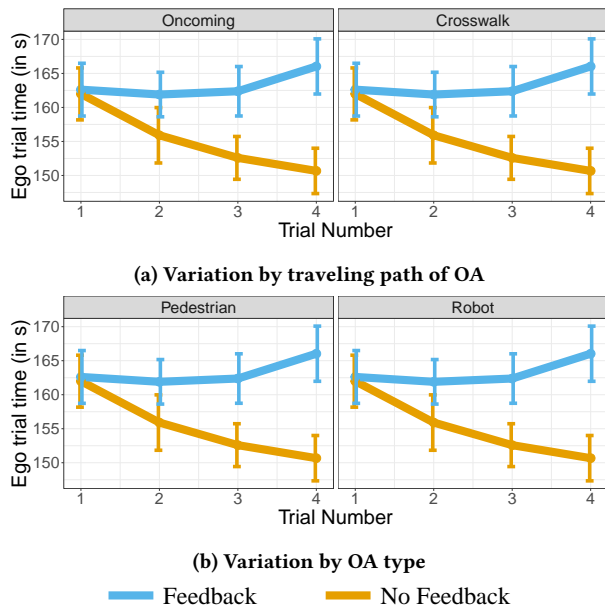 Oncoming Crosswalk
Ego trial time (in s)
170
165
160
155
150
1 2 3 4 1 2 3 4
Trial Number
(a) Variation by traveling path of OA
Pedestrian Robot
Ego trial time (in s)
170
165
160
155
150
1 2 3 4 1 2 3 4
Trial Number
(b) Variation by OA type
Feedback No Feedback